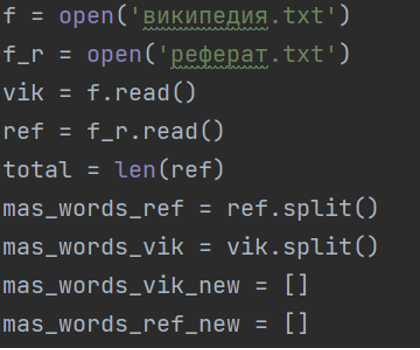 f = open('википедия.txt')
f_r = open('реферат.txt')
vik = f.read()
ref = f_r.read()
total = len(ref)
mas_words_ref = ref.split()
mas_words_vik = vik.split()
mas_words_vik_new = []
mas_words_ref_new = []